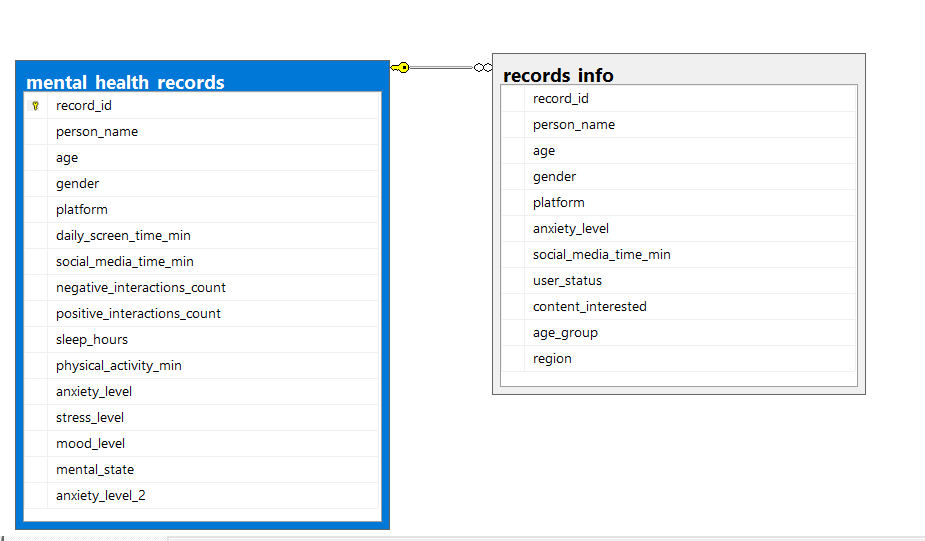 mental_health_records
record_id
person_name
age
gender
platform
daily_screen_time_min
social_media_time_min
negative_interactions_count
positive_interactions_count
sleep_hours
physical_activity_min
anxiety_level
stress_level
mood_level
mental_state
anxiety_level_2
records_info
record_id
person_name
age
gender
platform
anxiety_level
social_media_time_min
user_status
content_interested
age_group
region